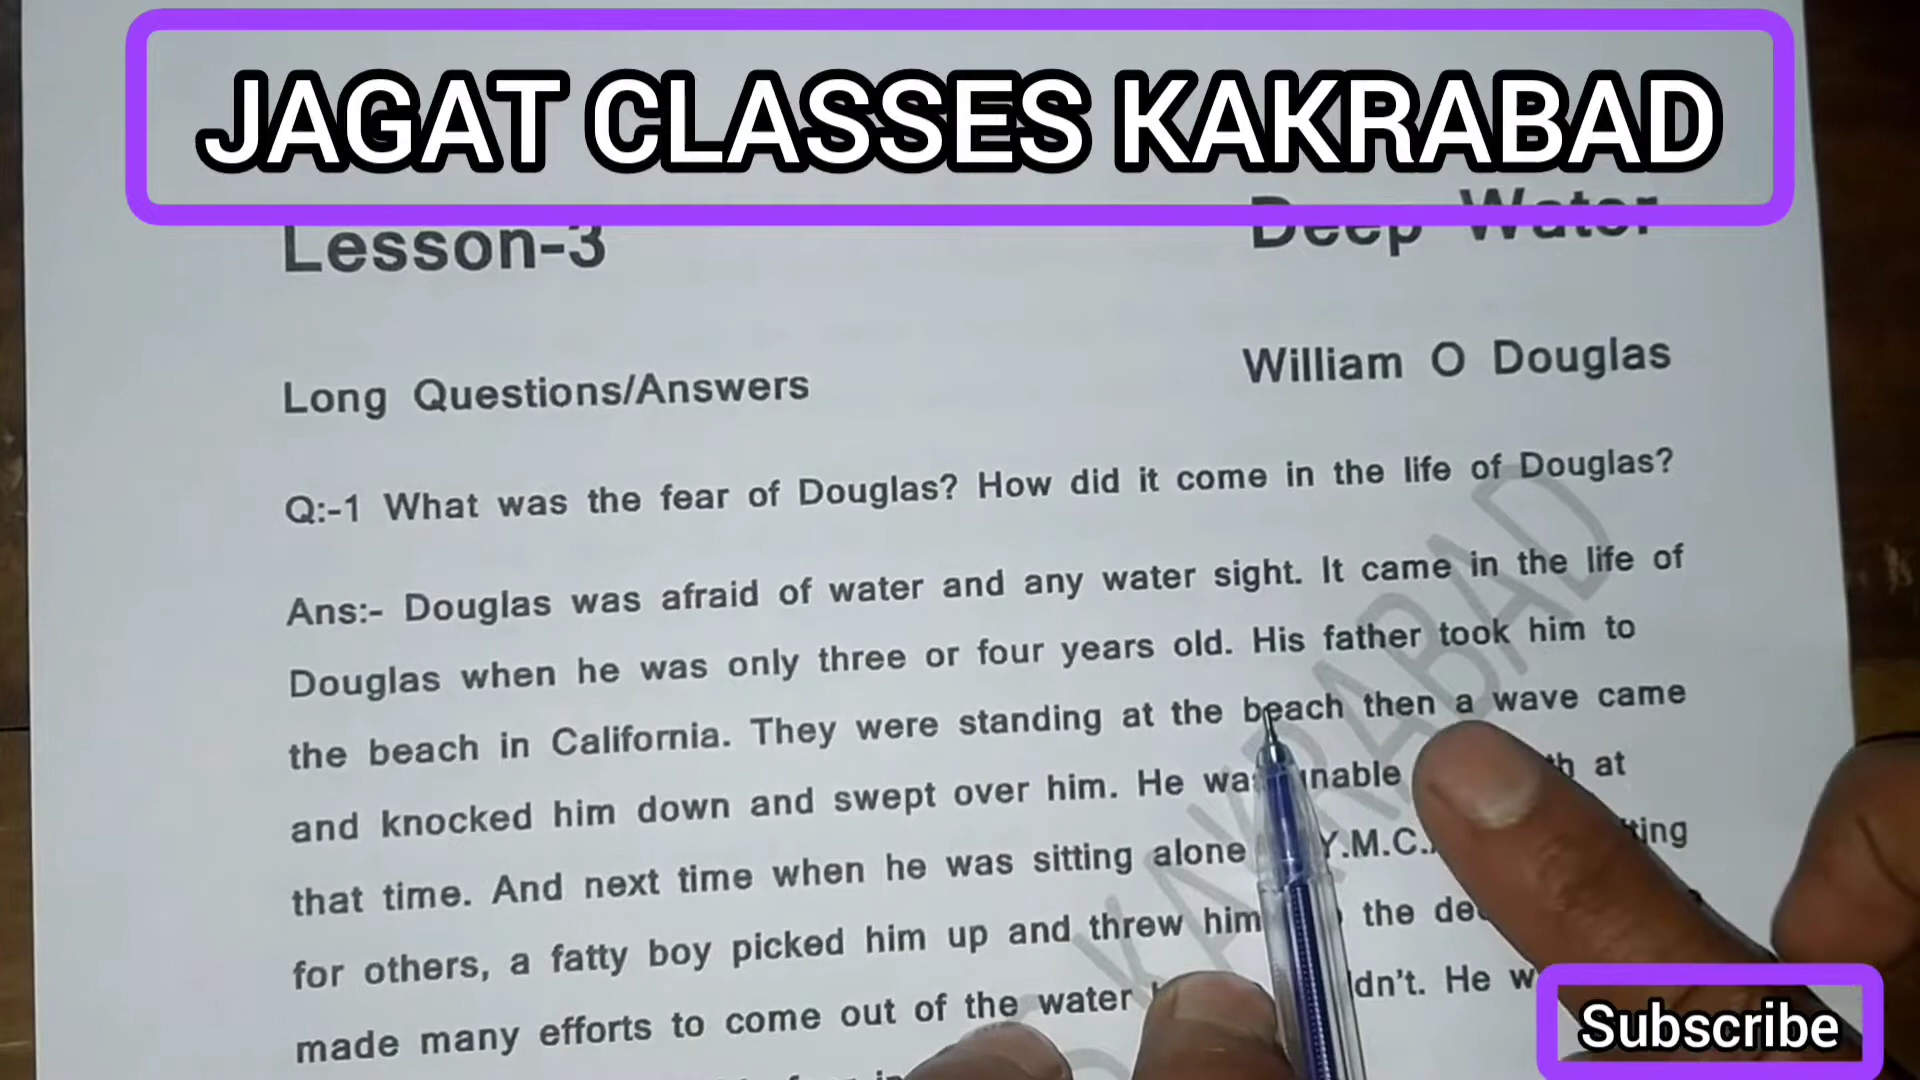 JAGAT CLASSES KAKRABAD
Lesson-3 Deep Water
Long Questions/Answers William O Douglas
Q:-1 What was the fear of Douglas? How did it come in the life of Douglas?
Ans:- Douglas was afraid of water and any water sight. It came in the life of
Douglas when he was only three or four years old. His father took him to
the beach in California. They were standing at the beach then a wave came
and knocked him down and swept over him. He was unable at
that time. And next time when he was sitting alone Y.M.C.
for others, a fatty boy picked him up and threw him the
made many efforts to come out of the water He
KAKRABAD
Subscribe